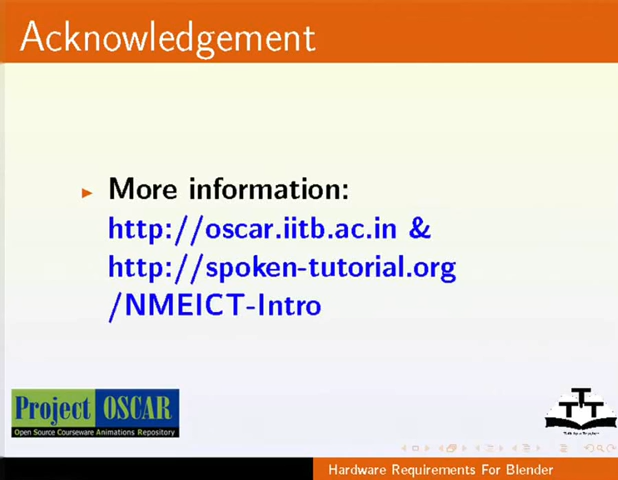 Acknowledgement
More information:
http://oscar.iitb.ac.in &
http://spoken-tutorial.org
/NMEICT-Intro
Project OSCAR
Open Source Courseware Animations Repository
TTT
Hardware Requirements For Blender